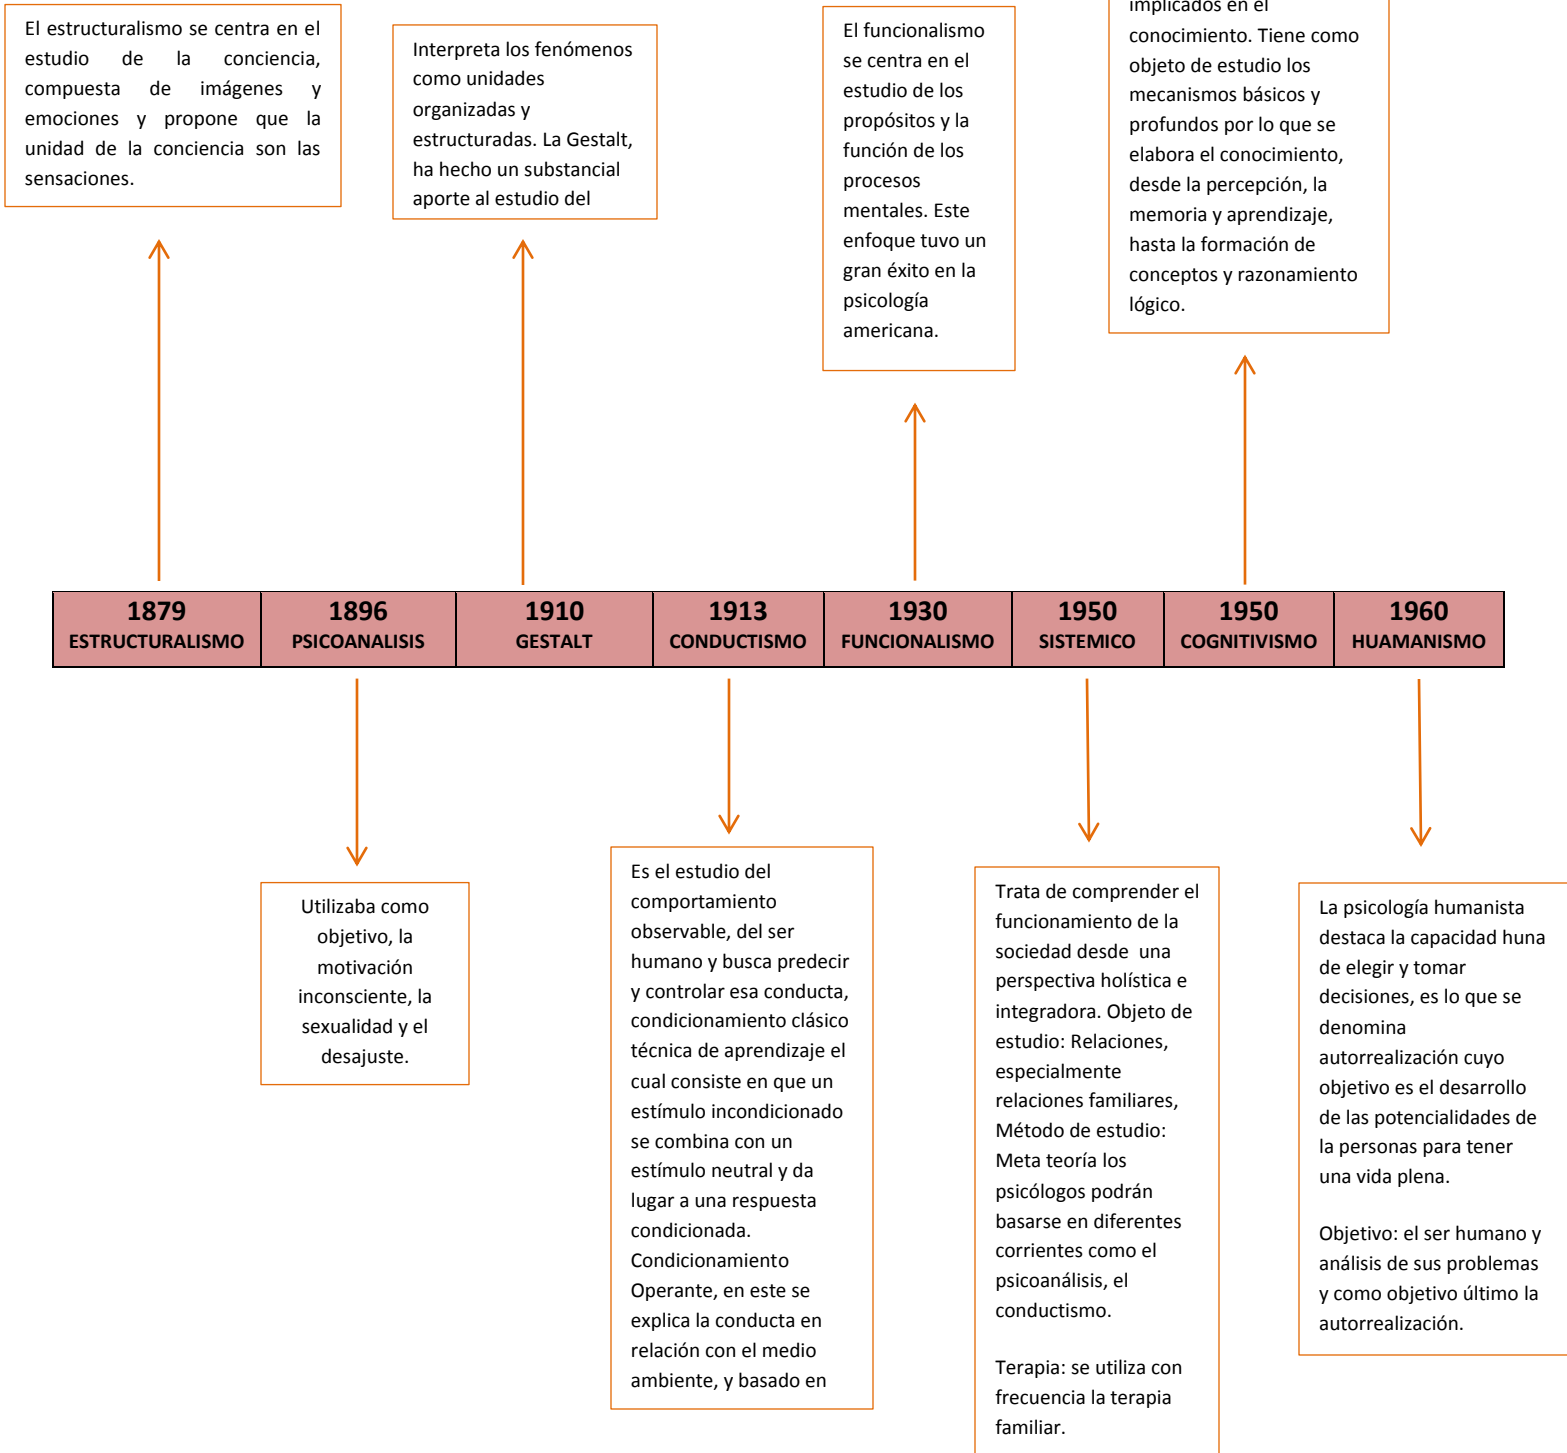 El estructuralismo se centra en el
estudio de la conciencia,
compuesta de imágenes y
emociones y propone que la
unidad de la conciencia son las
sensaciones.
Interpreta los fenómenos
como unidades
organizadas y
estructuradas. La Gestalt,
ha hecho un substancial
aporte al estudio del
El funcionalismo
se centra en el
estudio de los
propósitos y la
función de los
procesos
mentales. Este
enfoque tuvo un
gran éxito en la
psicología
americana.
implicados en el
conocimiento. Tiene como
objeto de estudio los
mecanismos básicos y
profundos por lo que se
elabora el conocimiento,
desde la percepción, la
memoria y aprendizaje,
hasta la formación de
conceptos y razonamiento
lógico.
1879
ESTRUCTURALISMO
1896
PSICOANALISIS
1910
GESTALT
1913
CONDUCTISMO
1930
FUNCIONALISMO
1950
SISTEMICO
1950
COGNITIVISMO
1960
HUAMANISMO
Utilizaba como
objetivo, la
motivación
inconsciente, la
sexualidad y el
desajuste.
Es el estudio del
comportamiento
observable, del ser
humano y busca predecir
y controlar esa conducta,
condicionamiento clásico
técnica de aprendizaje el
cual consiste en que un
estímulo incondicionado
se combina con un
estímulo neutral y da
lugar a una respuesta
condicionada.
Condicionamiento
Operante, en este se
explica la conducta en
relación con el medio
ambiente, y basado en
Trata de comprender el
funcionamiento de la
sociedad desde una
perspectiva holística e
integradora. Objeto de
estudio: Relaciones,
especialmente
relaciones familiares,
Método de estudio:
Meta teoría los
psicólogos podrán
basarse en diferentes
corrientes como el
psicoanálisis, el
conductismo.
Terapia: se utiliza con
frecuencia la terapia
familiar.
La psicología humanista
destaca la capacidad huna
de elegir y tomar
decisiones, es lo que se
denomina
autorrealización cuyo
objetivo es el desarrollo
de las potencialidades de
la personas para tener
una vida plena.
Objetivo: el ser humano y
análisis de sus problemas
y como objetivo último la
autorrealización.